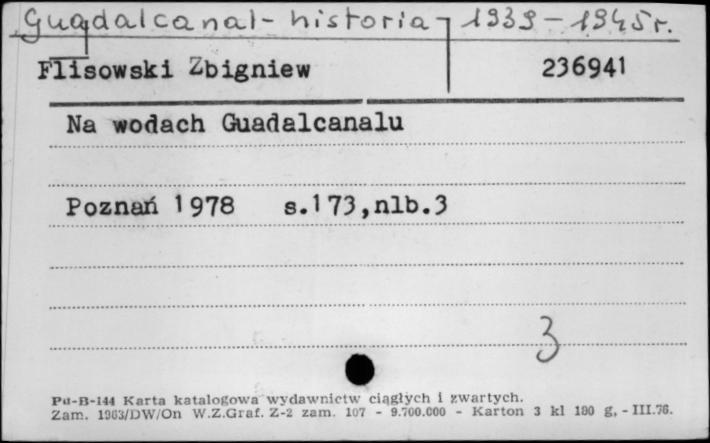 Guadalcanal - historia - 1939 - 1945 r.
Flisowski Zbigniew 236941
Na wodach Guadalcanalu
Poznań 1978 s.173,nlb.3
3
Pu-B-144 Karta katalogowa wydawnictw ciągłych i zwartych.
Zam. 1963/DW/On W.Z.Graf. Z-2 zam. 107 - 9.700.000 - Karton 3 kl 180 g, - III.76.